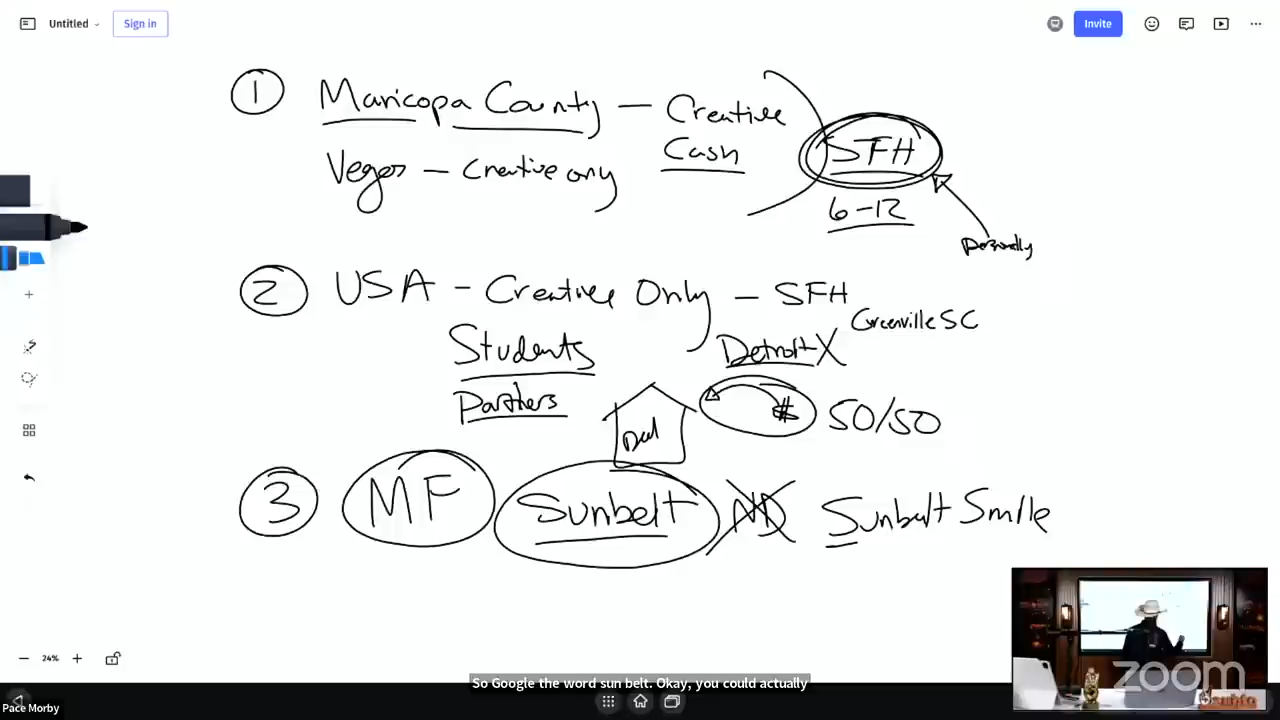 Untitled
Sign in
Invite
1 Maricopa County — Creative
Cash
Vegas — Creative only
SFH
6-12
personally
2 USA - Creative Only - SFH
Greenville SC
Students
Detroit X
Partners
Deal
$ 50/50
3 MF Sunbelt ND Sunbelt Smile
24%
zoom
So Google the word sun belt. Okay, you could actually
Pace Morby